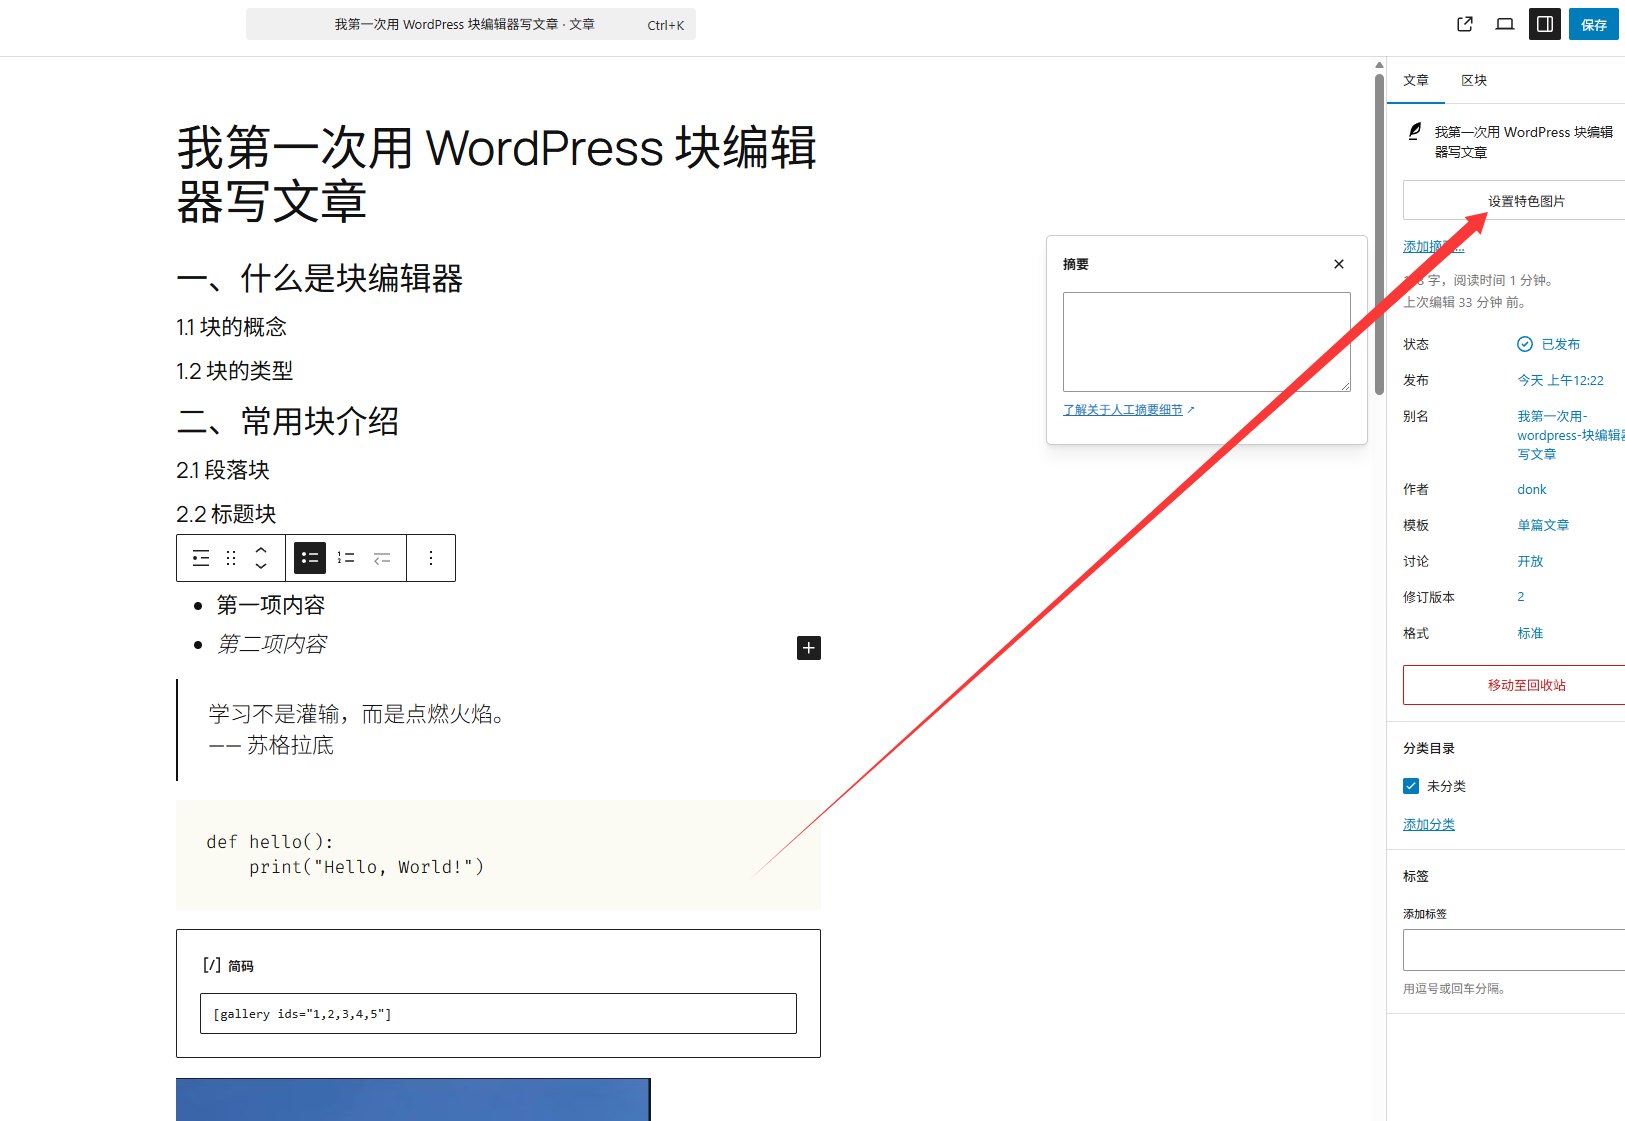 我第一次用 WordPress 块编辑器写文章 · 文章
Ctrl+K
保存
文章
区块
我第一次用 WordPress 块编辑
器写文章
设置特色图片
我第一次用 WordPress 块编辑
器写文章
一、什么是块编辑器
1.1 块的概念
1.2 块的类型
二、常用块介绍
2.1 段落块
2.2 标题块
第一项内容
第二项内容
学习不是灌输，而是点燃火焰。
—— 苏格拉底
def hello():
    print("Hello, World!")
[/] 简码
[gallery ids="1,2,3,4,5"]
摘要
了解关于人工摘要细节 ↗
添加摘
字，阅读时间 1 分钟。
上次编辑 33 分钟 前。
状态
已发布
发布
今天 上午12:22
别名
我第一次用-
wordpress-块编辑器
写文章
作者
donk
模板
单篇文章
讨论
开放
修订版本
2
格式
标准
移动至回收站
分类目录
未分类
添加分类
标签
添加标签
用逗号或回车分隔。